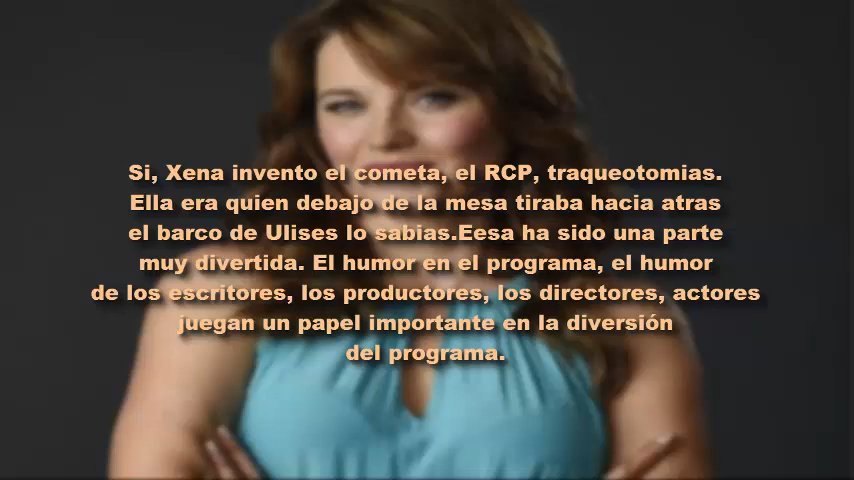 Si, Xena invento el cometa, el RCP, traqueotomias.
Ella era quien debajo de la mesa tiraba hacia atras
el barco de Ulises lo sabias.Eesa ha sido una parte
muy divertida. El humor en el programa, el humor
de los escritores, los productores, los directores, actores
juegan un papel importante en la diversión
del programa.